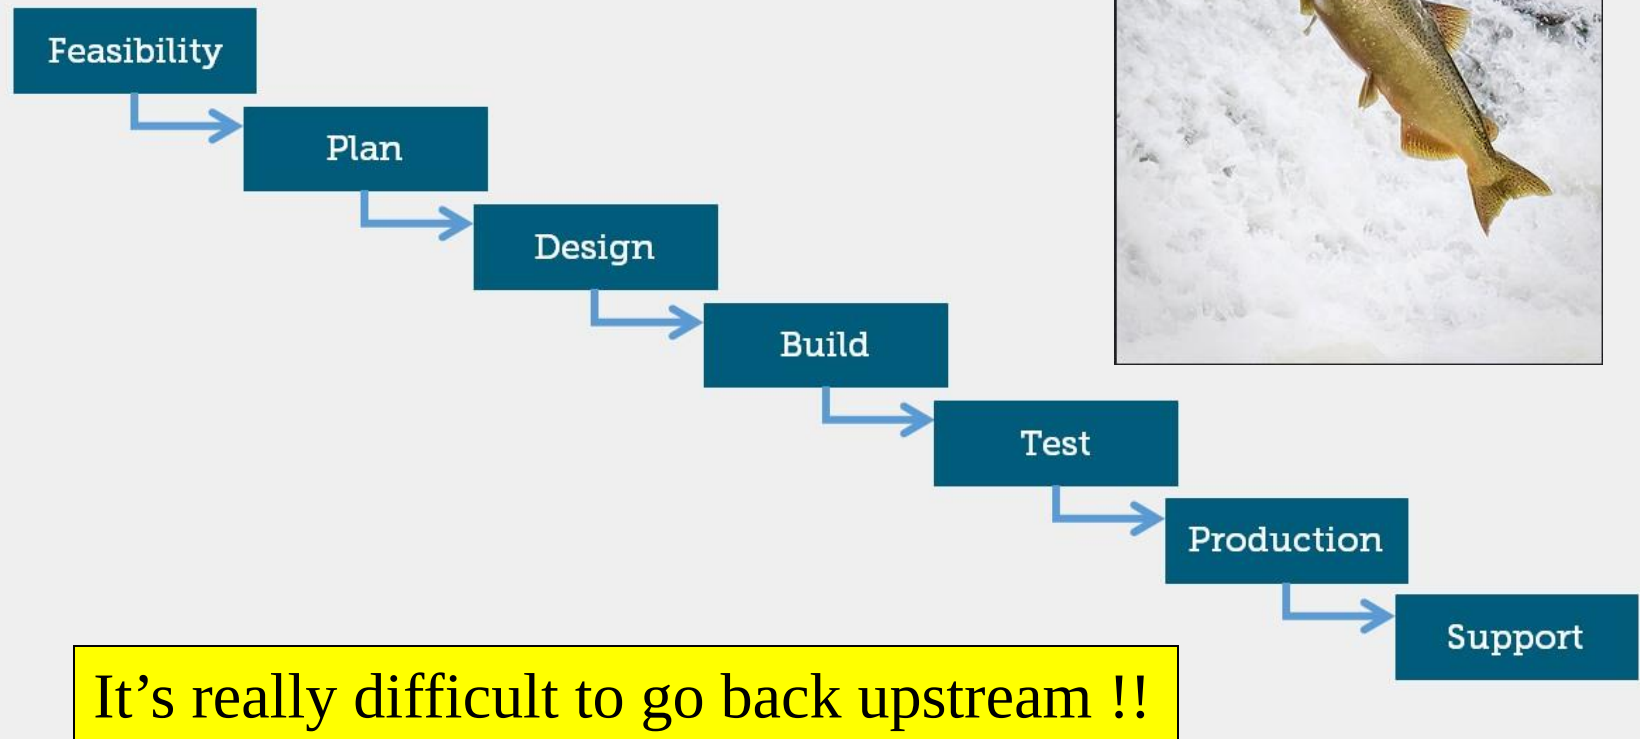 Feasibility
Plan
Design
Build
Test
Production
Support
It’s really difficult to go back upstream !!